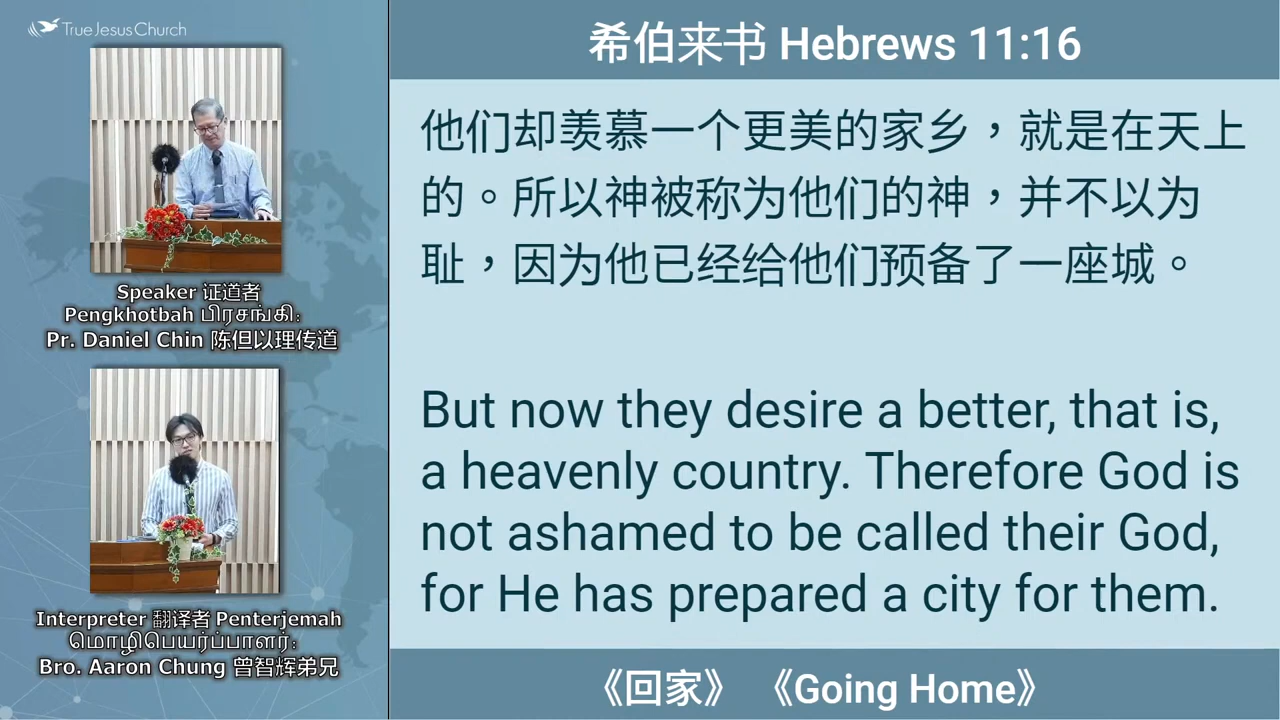 True Jesus Church
Speaker 证道者
Pengkhotbah பிரசங்கி:
Pr. Daniel Chin 陈但以理传道
Interpreter 翻译者 Penterjemah
மொழிபெயர்ப்பாளர்:
Bro. Aaron Chung 曾智辉弟兄
希伯来书 Hebrews 11:16
他们却羡慕一个更美的家乡，就是在天上
的。所以神被称为他们的神，并不以为
耻，因为他已经给他们预备了一座城。
But now they desire a better, that is,
a heavenly country. Therefore God is
not ashamed to be called their God,
for He has prepared a city for them.
《回家》 《Going Home》